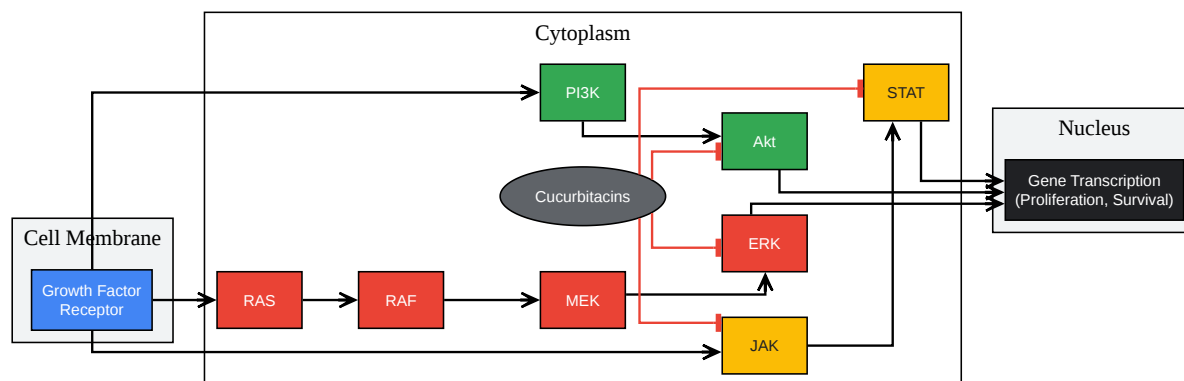 Cytoplasm
PI3K
STAT
Akt
Nucleus
Gene Transcription
(Proliferation, Survival)
Cucurbitacins
Cell Membrane
ERK
Growth Factor
Receptor
RAS
RAF
MEK
JAK